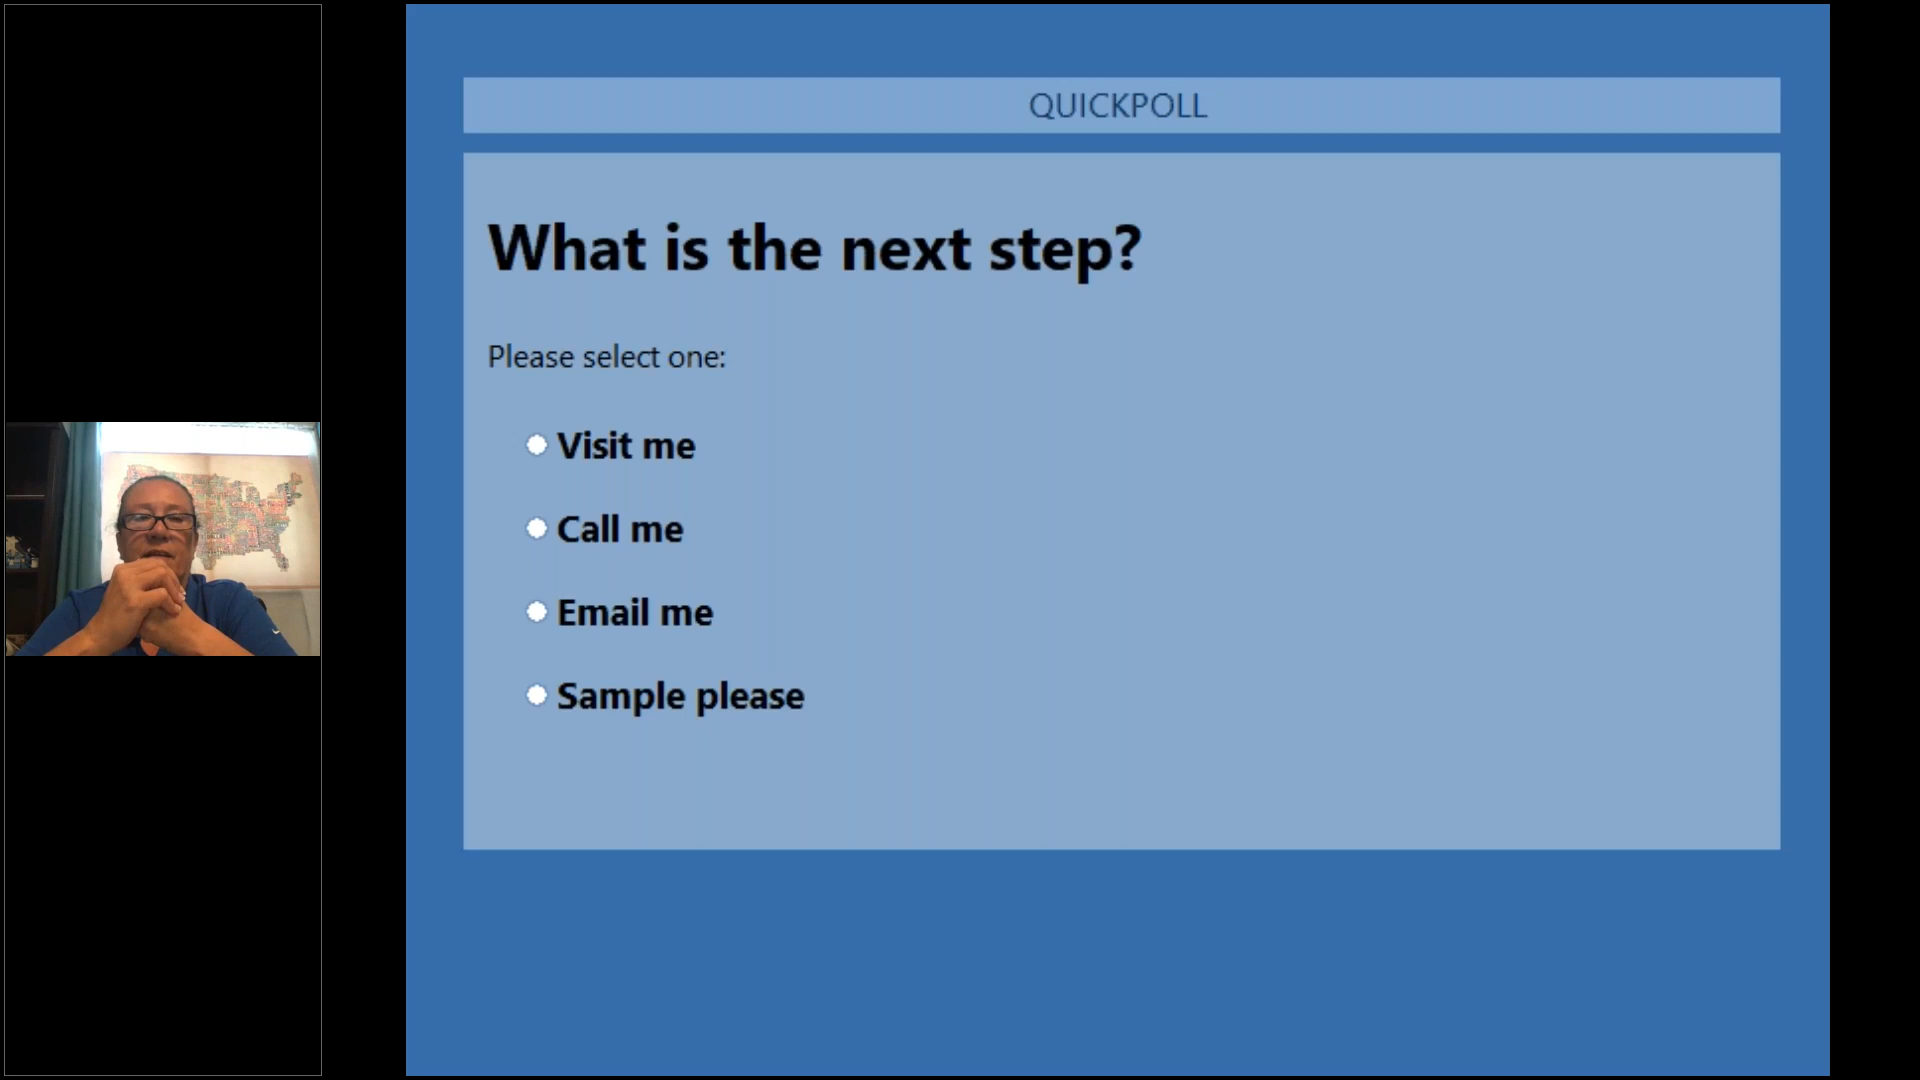 QUICKPOLL
What is the next step?
Please select one:
Visit me
Call me
Email me
Sample please